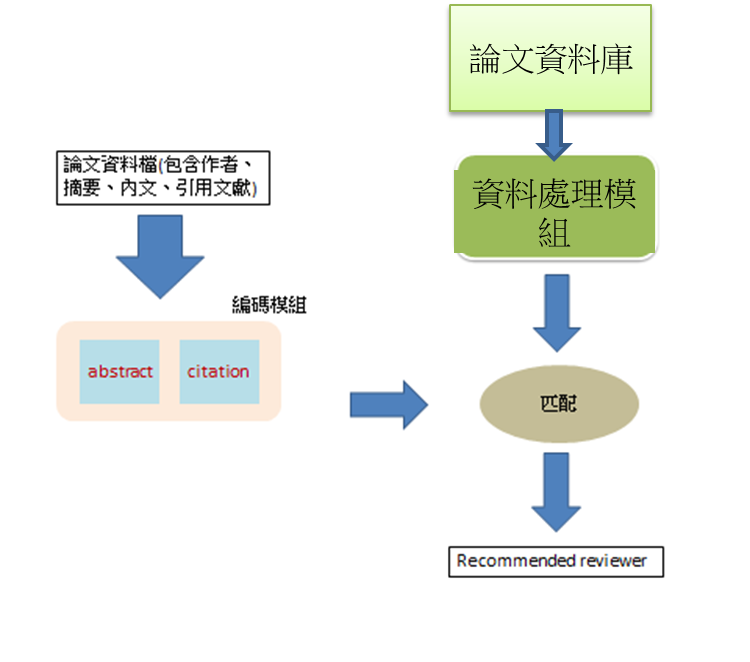 論文資料庫
論文資料檔(包含作者、
摘要、內文、引用文獻)
資料處理模
組
編碼模組
abstract
citation
匹配
Recommended reviewer